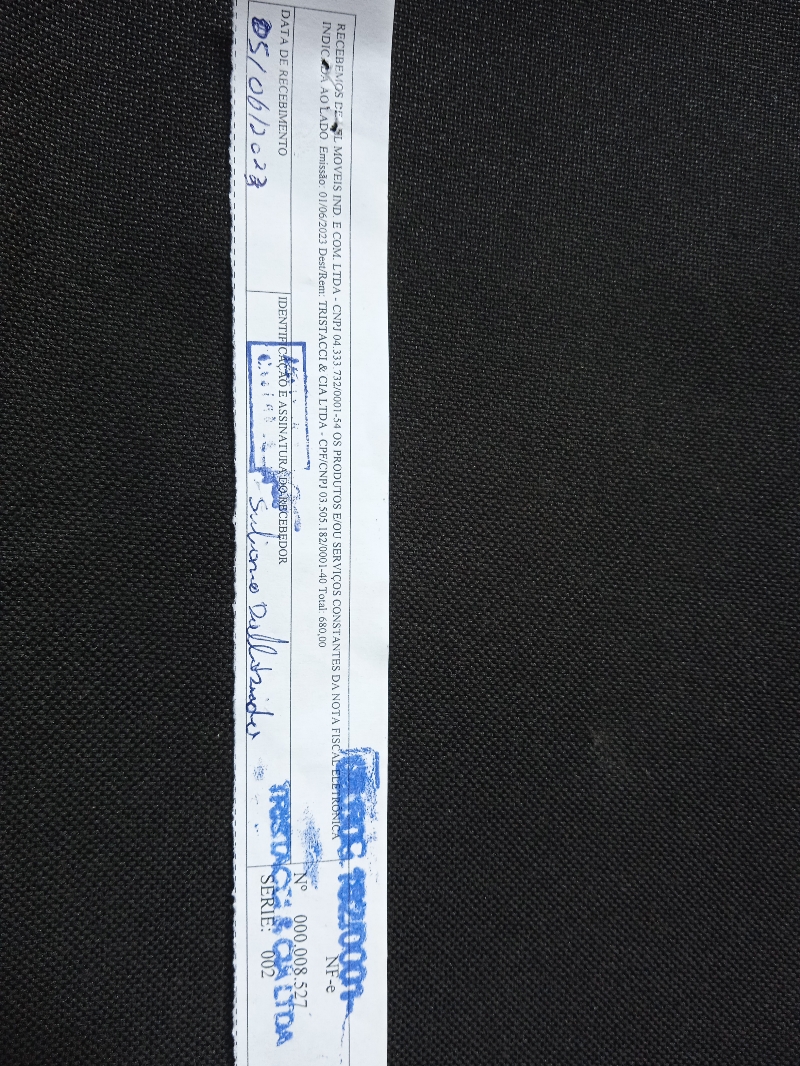 RECEBEMOS DE MOVEIS IND. E COM. LTDA - CNPJ 04.333.732/0001-54 OS PRODUTOS E/OU SERVIÇOS CONSTANTES DA NOTA FISCAL ELETRÔNICA
INDICADA AO LADO Emissão: 01/06/2023 Dest/Rem: TRISTACCI & CIA LTDA - CPF/CNPJ 03.505.182/0001-40 Total: 680,00
DATA DE RECEBIMENTO
05/06/2023
IDENTIFICAÇÃO E ASSINATURA DO RECEBEDOR
NF-e
Nº 000.008.527
SERIE: 002
182/0001-
TRISTACCI & CIA LTDA